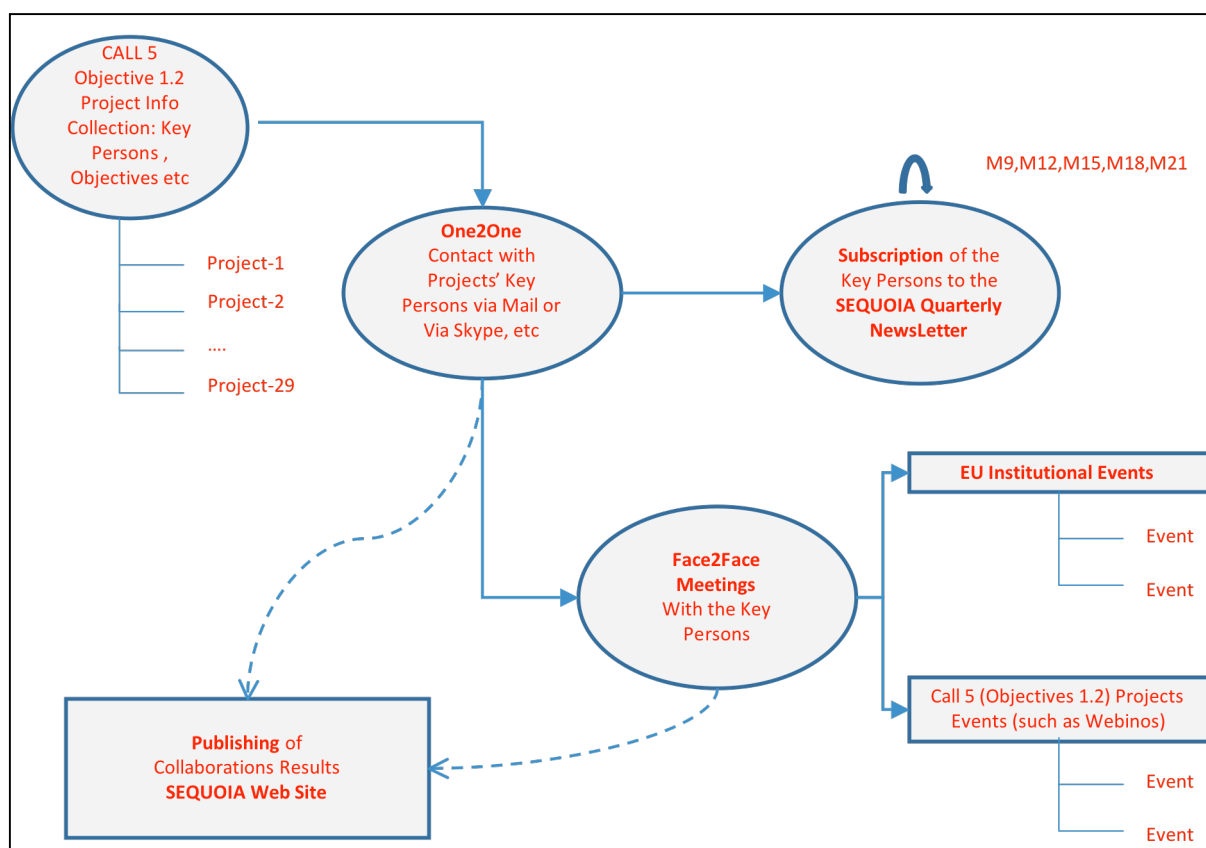 CALL 5
Objective 1.2
Project Info
Collection: Key
Persons ,
Objectives etc
Project-1
Project-2
....
Project-29
One2One
Contact with
Projects’ Key
Persons via Mail or
Via Skype, etc
M9,M12,M15,M18,M21
Subscription of the
Key Persons to the
SEQUOIA Quarterly
NewsLetter
EU Institutional Events
Event
Event
Face2Face
Meetings
With the Key
Persons
Call 5 (Objectives 1.2) Projects
Events (such as Webinos)
Event
Event
Publishing of
Collaborations Results
SEQUOIA Web Site